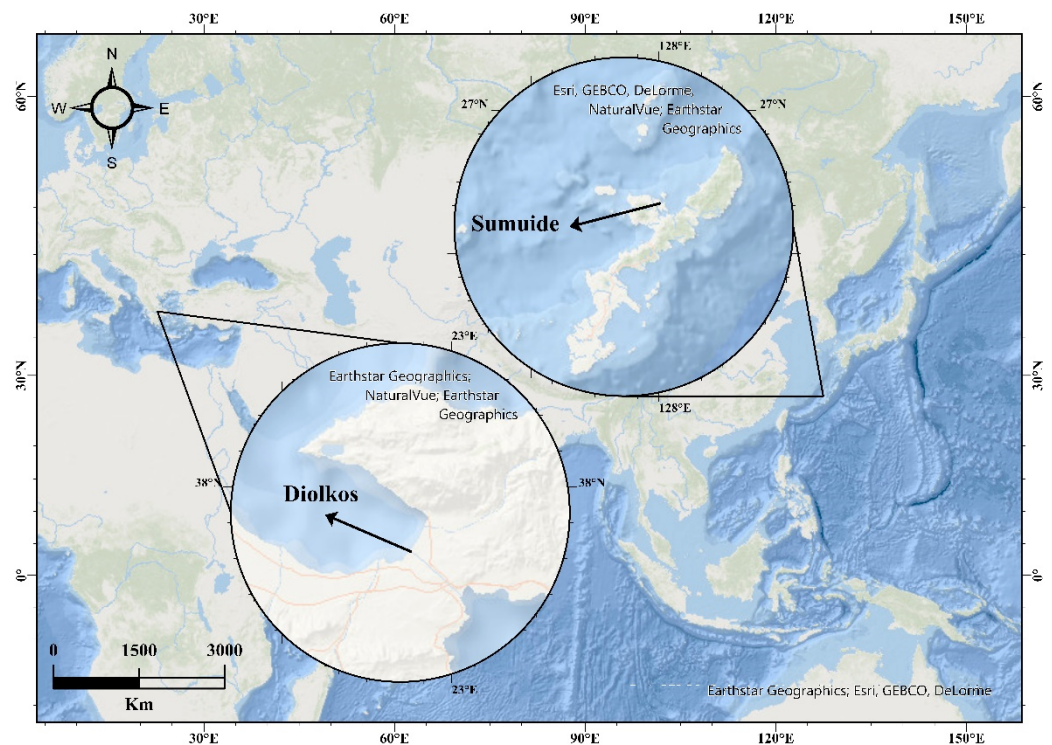 30°E 60°E 90°E 120°E 150°E
N
W E
S
60°N 60°N
128°E
27°N 27°N
Esri, GEBCO, DeLorme,
NaturalVue; Earthstar
Geographics
Sumuide
128°E
30°N 30°N
23°E
Earthstar Geographics;
NaturalVue; Earthstar
Geographics
38°N 38°N
Diolkos
23°E
0° 0°
0 1500 3000
Km
Earthstar Geographics; Esri, GEBCO, DeLorme
30°E 60°E 90°E 120°E 150°E